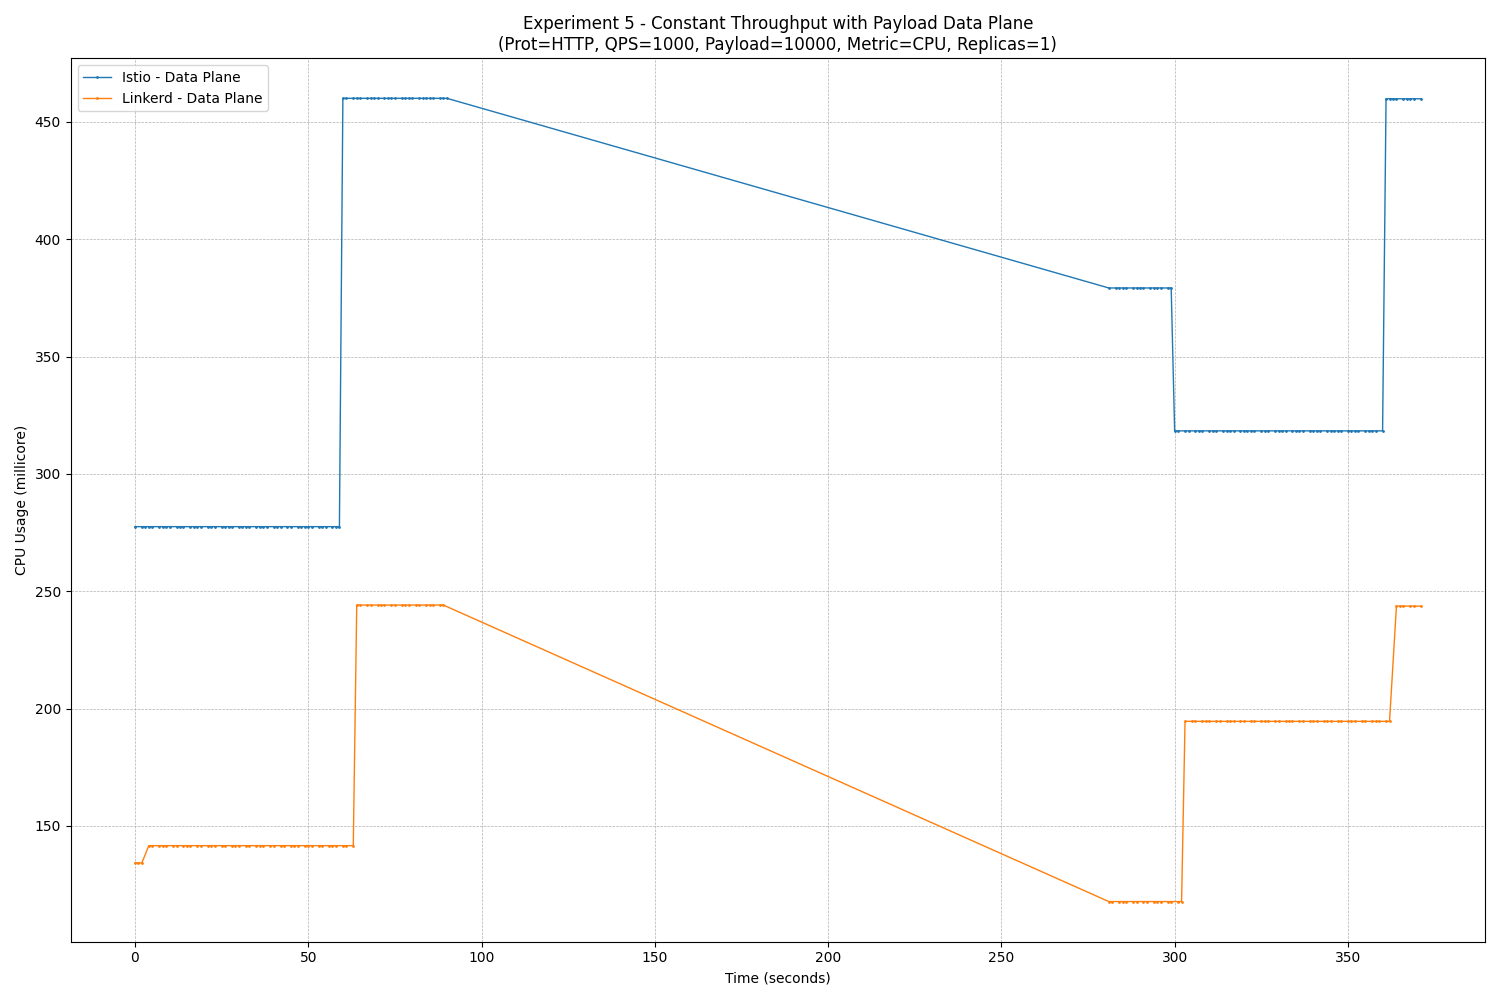 Experiment 5 - Constant Throughput with Payload Data Plane
(Prot=HTTP, QPS=1000, Payload=10000, Metric=CPU, Replicas=1)
Istio - Data Plane
Linkerd - Data Plane
CPU Usage (millicore)
450
400
350
300
250
200
150
0 50 100 150 200 250 300 350
Time (seconds)